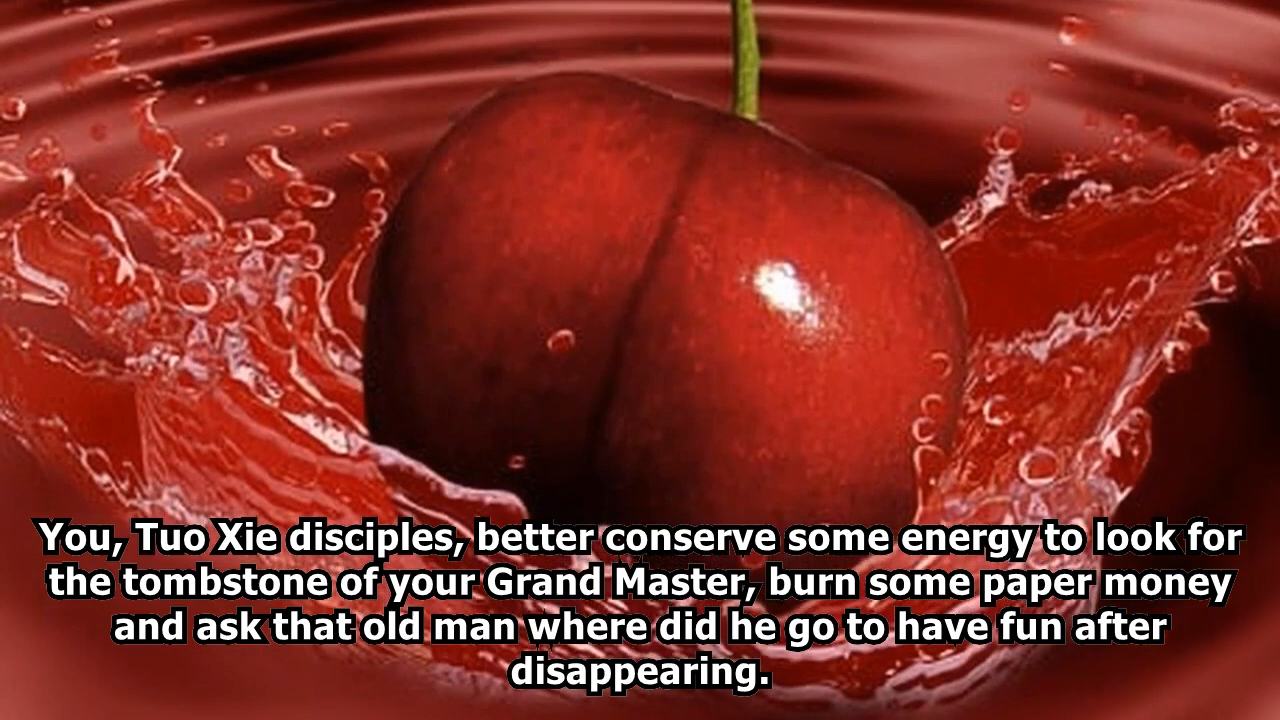 You, Tuo Xie disciples, better conserve some energy to look for
the tombstone of your Grand Master, burn some paper money
and ask that old man where did he go to have fun after
disappearing.